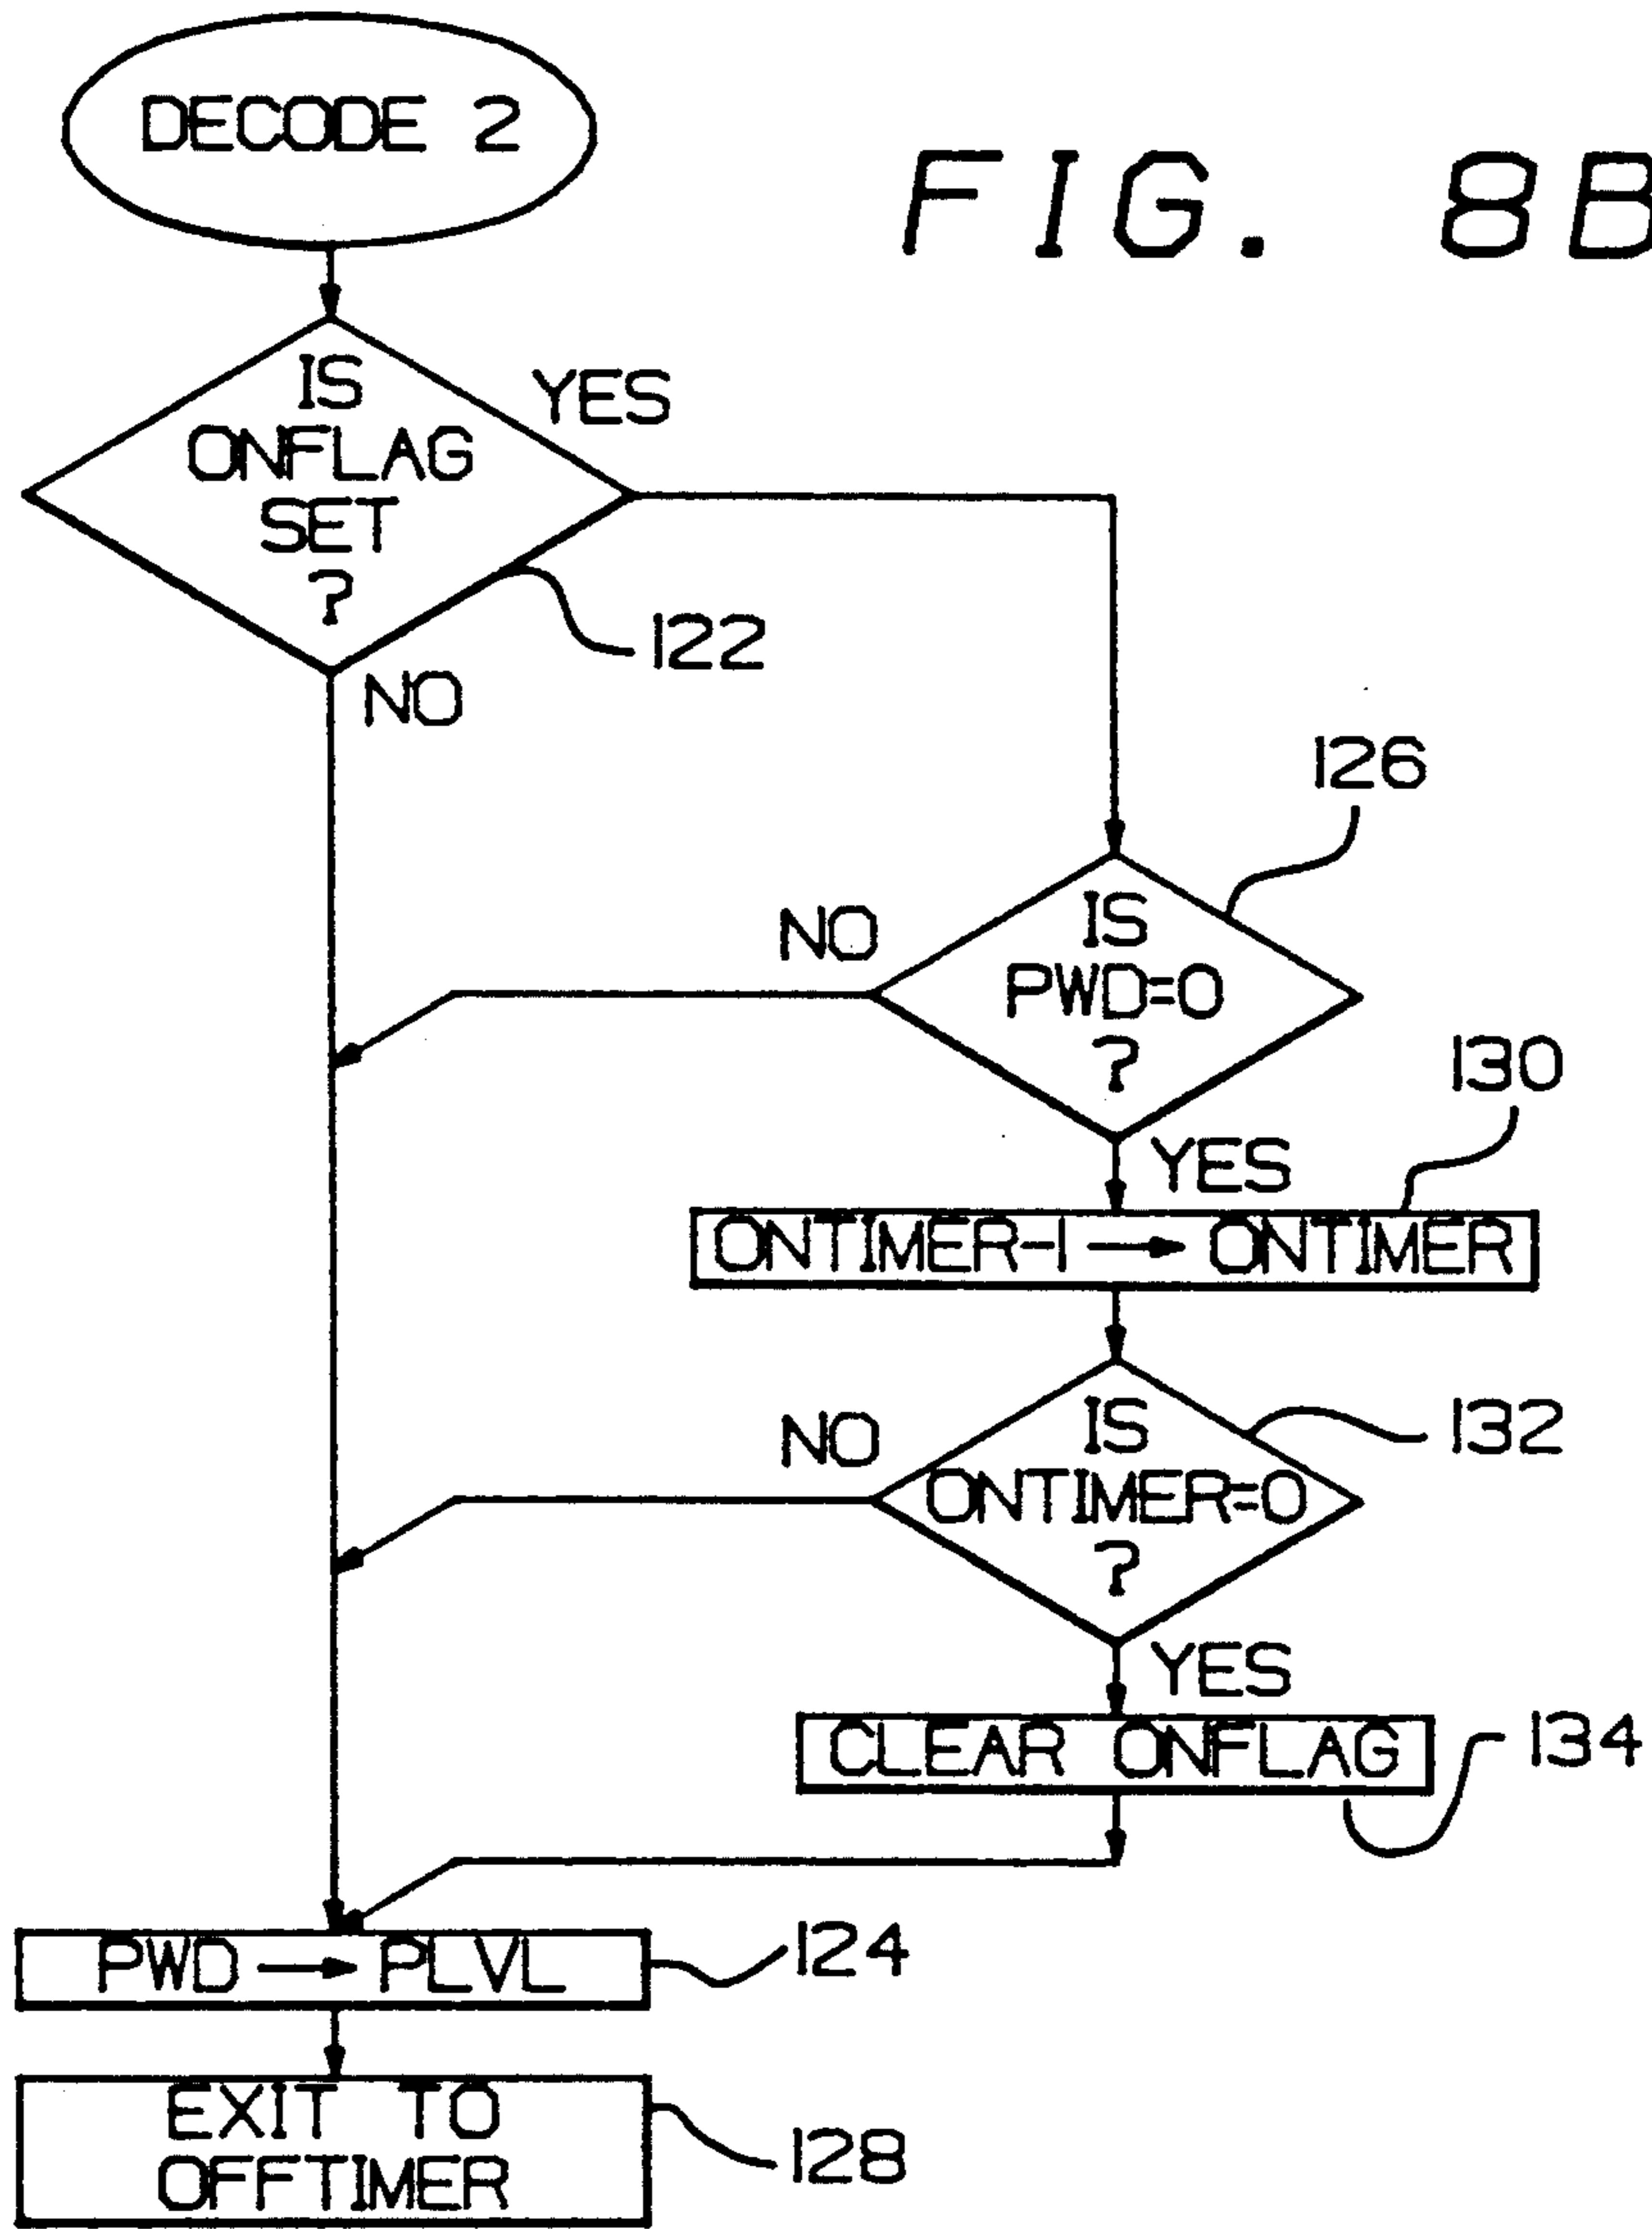 DECODE 2
FIG. 8B
IS
ONFLAG
SET
?
YES
122
NO
126
IS
PWD=0
?
NO
130
YES
ONTIMER-1 → ONTIMER
132
IS
ONTIMER=0
?
NO
YES
CLEAR ONFLAG
134
PWD → PLVL
124
EXIT TO
OFFTIMER
128